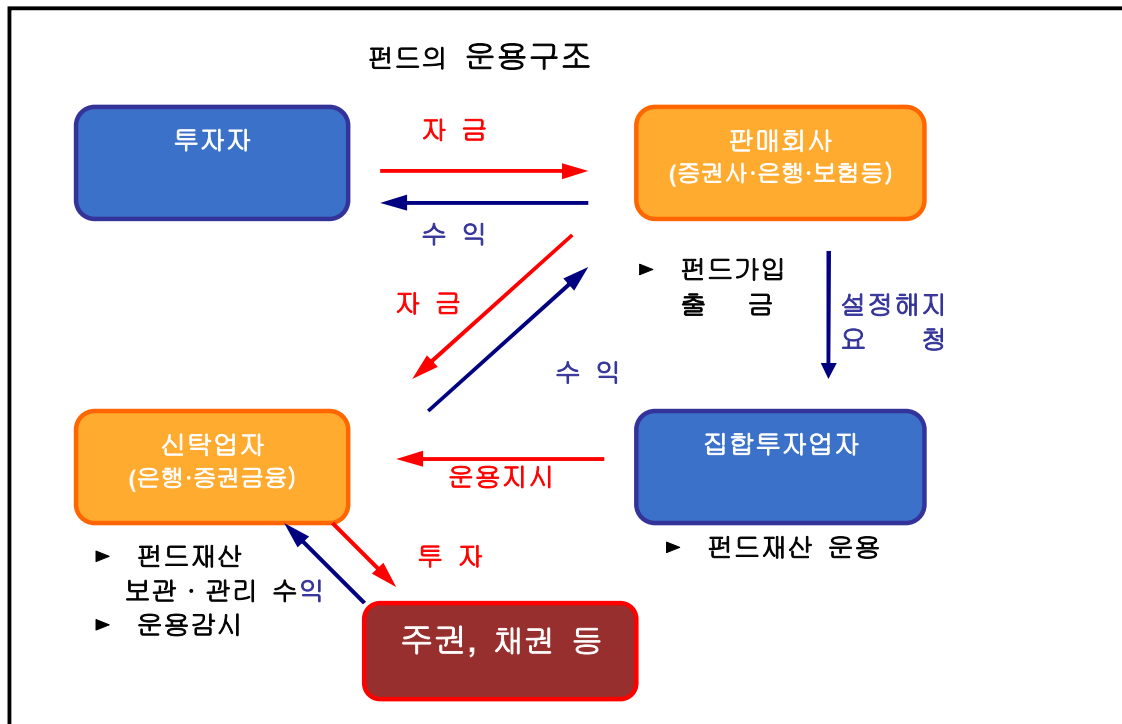 펀드의 운용구조
투자자
자 금
판매회사
(증권사·은행·보험등)
수 익
► 펀드가입
출 금
자 금
설정해지
요 청
수 익
신탁업자
(은행·증권금융)
집합투자업자
운용지시
► 펀드재산 운용
► 펀드재산
보관 · 관리 수익
► 운용감시
투 자
주권, 채권 등